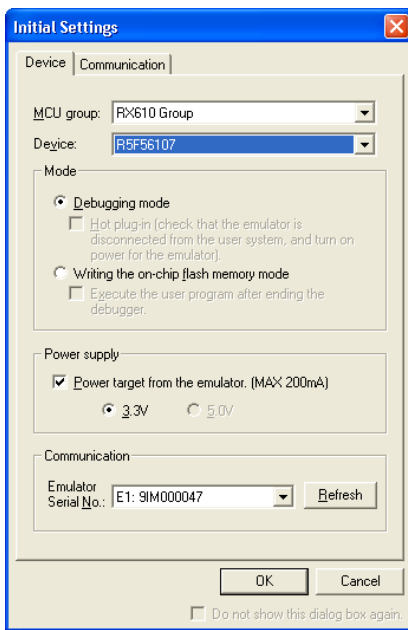 Initial Settings
Device
Communication
MCU group:
RX610 Group
Device:
R5F56107
Mode
Debugging mode
Hot plug-in (check that the emulator is
disconnected from the user system, and turn on
power for the emulator).
Writing the on-chip flash memory mode
Execute the user program after ending the
debugger.
Power supply
Power target from the emulator. (MAX 200mA)
3.3V
5.0V
Communication
Emulator
Serial No.:
E1: 9IM000047
Refresh
OK
Cancel
Do not show this dialog box again.